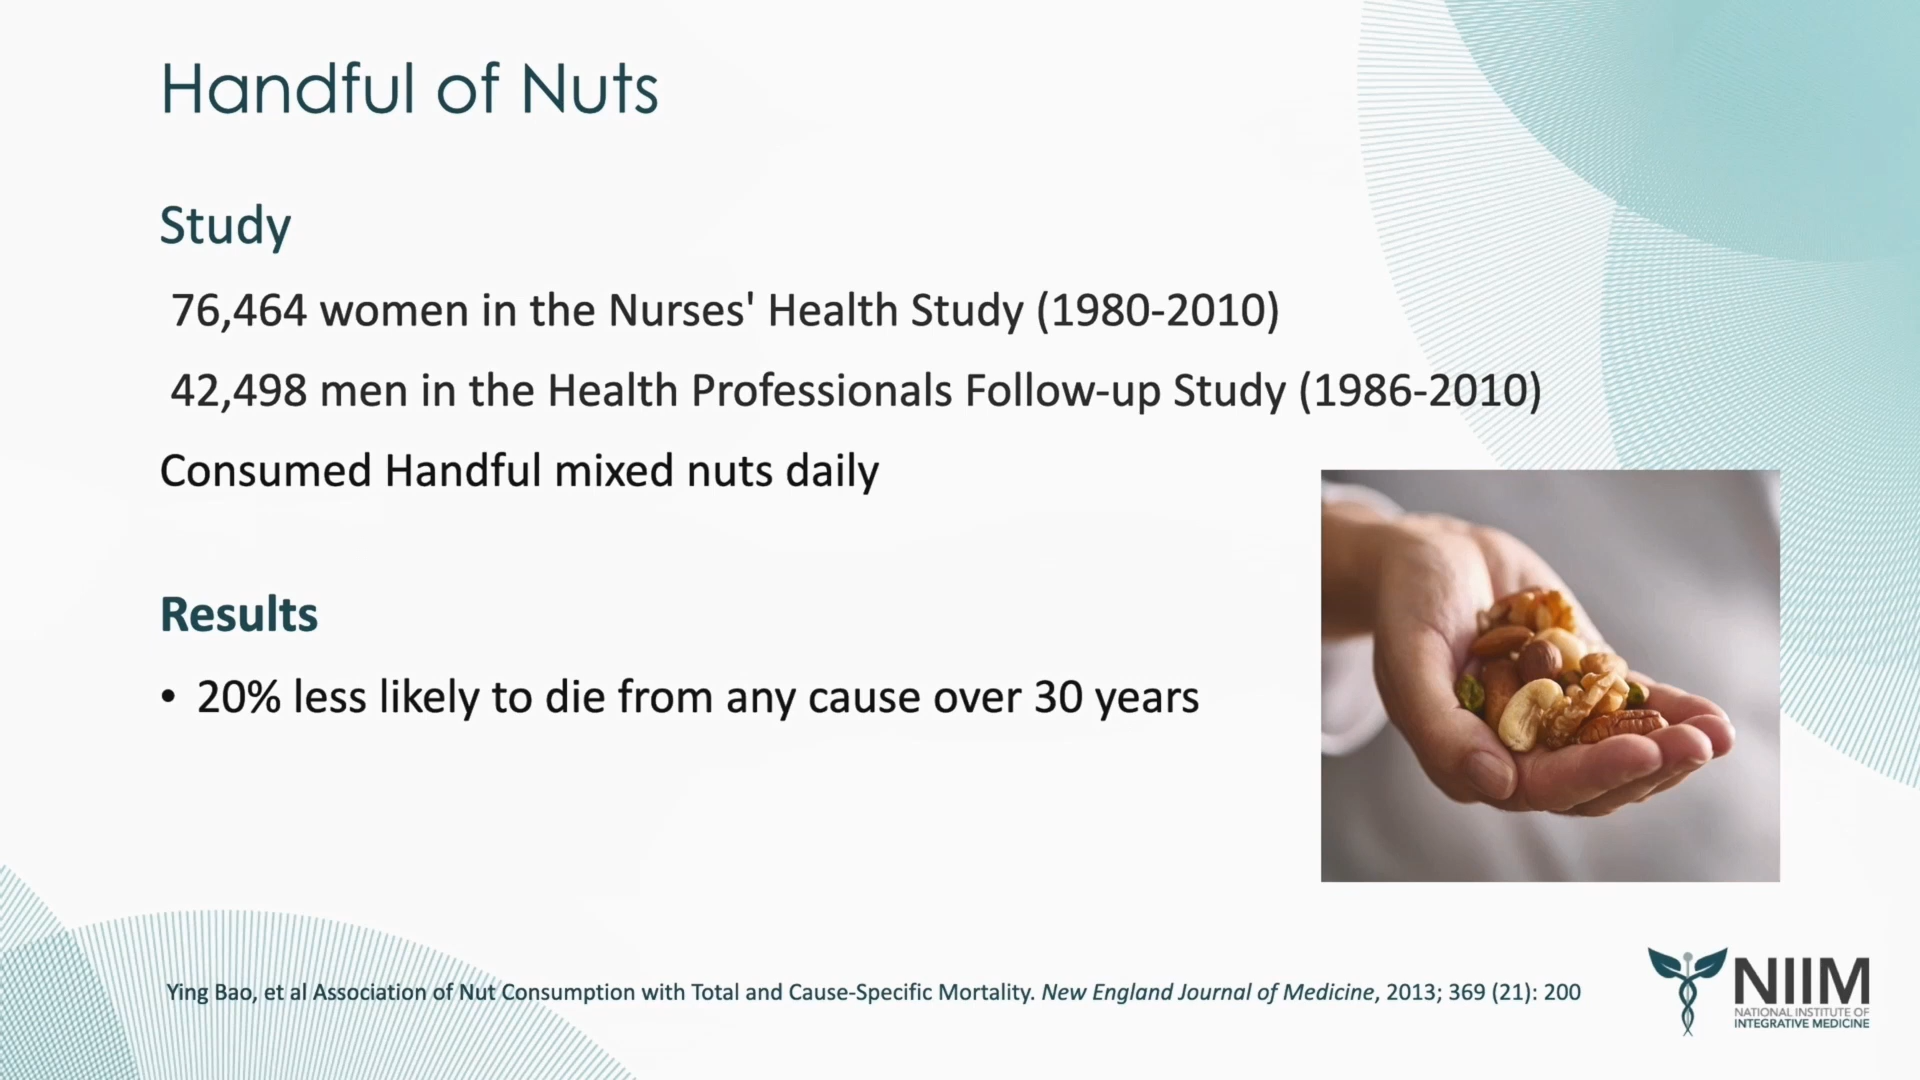 Handful of Nuts
Study
76,464 women in the Nurses' Health Study (1980-2010)
42,498 men in the Health Professionals Follow-up Study (1986-2010)
Consumed Handful mixed nuts daily
Results
• 20% less likely to die from any cause over 30 years
Ying Bao, et al Association of Nut Consumption with Total and Cause-Specific Mortality. New England Journal of Medicine, 2013; 369 (21): 200
NIIM
NATIONAL INSTITUTE OF
INTEGRATIVE MEDICINE